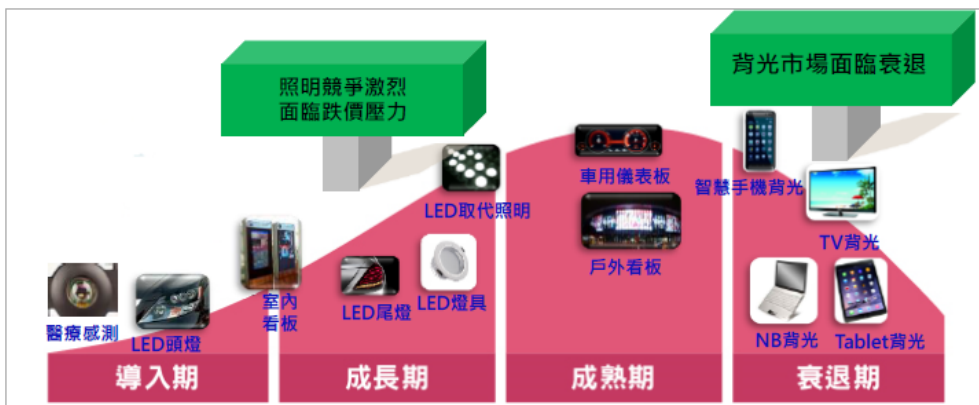 照明競爭激烈
面臨跌價壓力
背光市場面臨衰退
車用儀表板
智慧手機背光
LED取代照明
TV背光
戶外看板
室內
看板
LED尾燈
LED燈具
醫療感測
LED頭燈
NB背光
Tablet背光
導入期
成長期
成熟期
衰退期